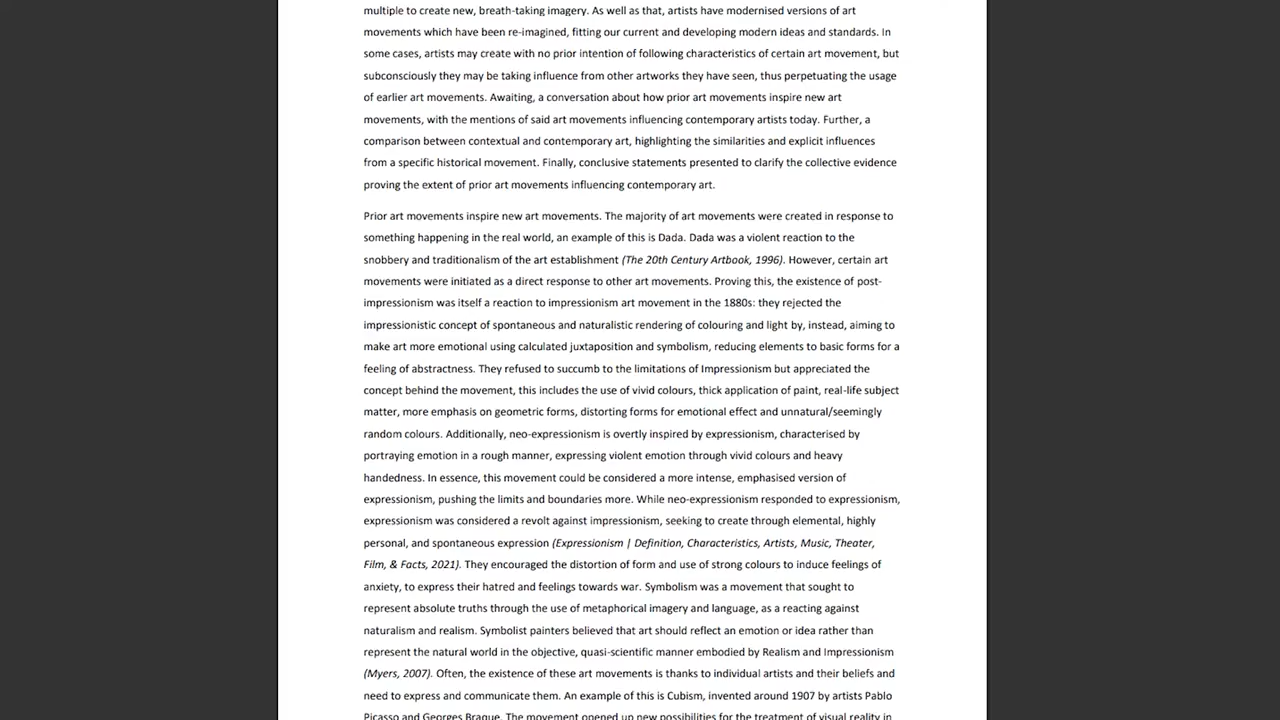 multiple to create new, breath-taking imagery. As well as that, artists have modernised versions of art
movements which have been re-imagined, fitting our current and developing modern ideas and standards. In
some cases, artists may create with no prior intention of following characteristics of certain art movement, but
subconsciously they may be taking influence from other artworks they have seen, thus perpetuating the usage
of earlier art movements. Awaiting, a conversation about how prior art movements inspire new art
movements, with the mentions of said art movements influencing contemporary artists today. Further, a
comparison between contextual and contemporary art, highlighting the similarities and explicit influences
from a specific historical movement. Finally, conclusive statements presented to clarify the collective evidence
proving the extent of prior art movements influencing contemporary art.
Prior art movements inspire new art movements. The majority of art movements were created in response to
something happening in the real world, an example of this is Dada. Dada was a violent reaction to the
snobbery and traditionalism of the art establishment (The 20th Century Artbook, 1996). However, certain art
movements were initiated as a direct response to other art movements. Proving this, the existence of post-
impressionism was itself a reaction to impressionism art movement in the 1880s: they rejected the
impressionistic concept of spontaneous and naturalistic rendering of colouring and light by, instead, aiming to
make art more emotional using calculated juxtaposition and symbolism, reducing elements to basic forms for a
feeling of abstractness. They refused to succumb to the limitations of Impressionism but appreciated the
concept behind the movement, this includes the use of vivid colours, thick application of paint, real-life subject
matter, more emphasis on geometric forms, distorting forms for emotional effect and unnatural/seemingly
random colours. Additionally, neo-expressionism is overtly inspired by expressionism, characterised by
portraying emotion in a rough manner, expressing violent emotion through vivid colours and heavy
handedness. In essence, this movement could be considered a more intense, emphasised version of
expressionism, pushing the limits and boundaries more. While neo-expressionism responded to expressionism,
expressionism was considered a revolt against impressionism, seeking to create through elemental, highly
personal, and spontaneous expression (Expressionism | Definition, Characteristics, Artists, Music, Theater,
Film, & Facts, 2021). They encouraged the distortion of form and use of strong colours to induce feelings of
anxiety, to express their hatred and feelings towards war. Symbolism was a movement that sought to
represent absolute truths through the use of metaphorical imagery and language, as a reacting against
naturalism and realism. Symbolist painters believed that art should reflect an emotion or idea rather than
represent the natural world in the objective, quasi-scientific manner embodied by Realism and Impressionism
(Myers, 2007). Often, the existence of these art movements is thanks to individual artists and their beliefs and
need to express and communicate them. An example of this is Cubism, invented around 1907 by artists Pablo
Picasso and Georges Braque. The movement opened up new possibilities for the treatment of visual reality in